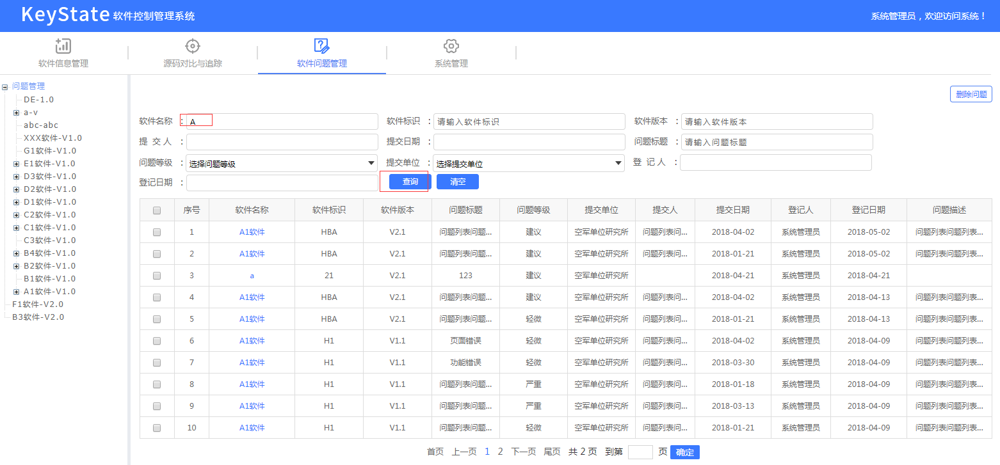 KeyState 软件控制管理系统
系统管理员，欢迎访问系统！
软件信息管理 源码对比与追踪 软件问题管理 系统管理
问题管理
DE-1.0
a-v
abc-abc
XXX软件-V1.0
G1软件-V1.0
E1软件-V1.0
D3软件-V1.0
D2软件-V1.0
D1软件-V1.0
C2软件-V1.0
C1软件-V1.0
C3软件-V1.0
B4软件-V1.0
B2软件-V1.0
B1软件-V1.0
A1软件-V1.0
F1软件-V2.0
B3软件-V2.0
删除问题
软件名称 : A 软件标识 : 请输入软件标识 软件版本 : 请输入软件版本
提 交 人 : 提交日期 : 问题标题 : 请输入问题标题
问题等级 : 选择问题等级 提交单位 : 选择提交单位 登 记 人 :
登记日期 : 查询 清空
序号 软件名称 软件标识 软件版本 问题标题 问题等级 提交单位 提交人 提交日期 登记人 登记日期 问题描述
1 A1软件 HBA V2.1 问题列表问题... 建议 空军单位研究所 问题列表问... 2018-04-02 系统管理员 2018-05-02 问题列表问题列表...
2 A1软件 HBA V2.1 问题列表问题... 建议 空军单位研究所 问题列表问... 2018-01-21 系统管理员 2018-05-02 问题列表问题列表...
3 a 21 V2.1 123 建议 空军单位研究所 2018-04-21 系统管理员 2018-04-21
4 A1软件 HBA V2.1 问题列表问题... 建议 空军单位研究所 问题列表问... 2018-04-02 系统管理员 2018-04-13 问题列表问题列表...
5 A1软件 HBA V2.1 问题列表问题... 轻微 空军单位研究所 问题列表问... 2018-01-21 系统管理员 2018-04-13 问题列表问题列表...
6 A1软件 H1 V1.1 页面错误 轻微 空军单位研究所 问题列表问... 2018-04-02 系统管理员 2018-04-09 问题列表问题列表...
7 A1软件 H1 V1.1 功能错误 轻微 空军单位研究所 问题列表问... 2018-03-30 系统管理员 2018-04-09 问题列表问题列表...
8 A1软件 H1 V1.1 问题列表问题... 严重 空军单位研究所 问题列表问... 2018-01-18 系统管理员 2018-04-09 问题列表问题列表...
9 A1软件 H1 V1.1 问题列表问题... 严重 空军单位研究所 问题列表问... 2018-03-13 系统管理员 2018-04-09 问题列表问题列表...
10 A1软件 H1 V1.1 问题列表问题... 轻微 空军单位研究所 问题列表问... 2018-01-21 系统管理员 2018-04-09 问题列表问题列表...
首页 上一页 1 2 下一页 尾页 共 2 页 到第 页 确定